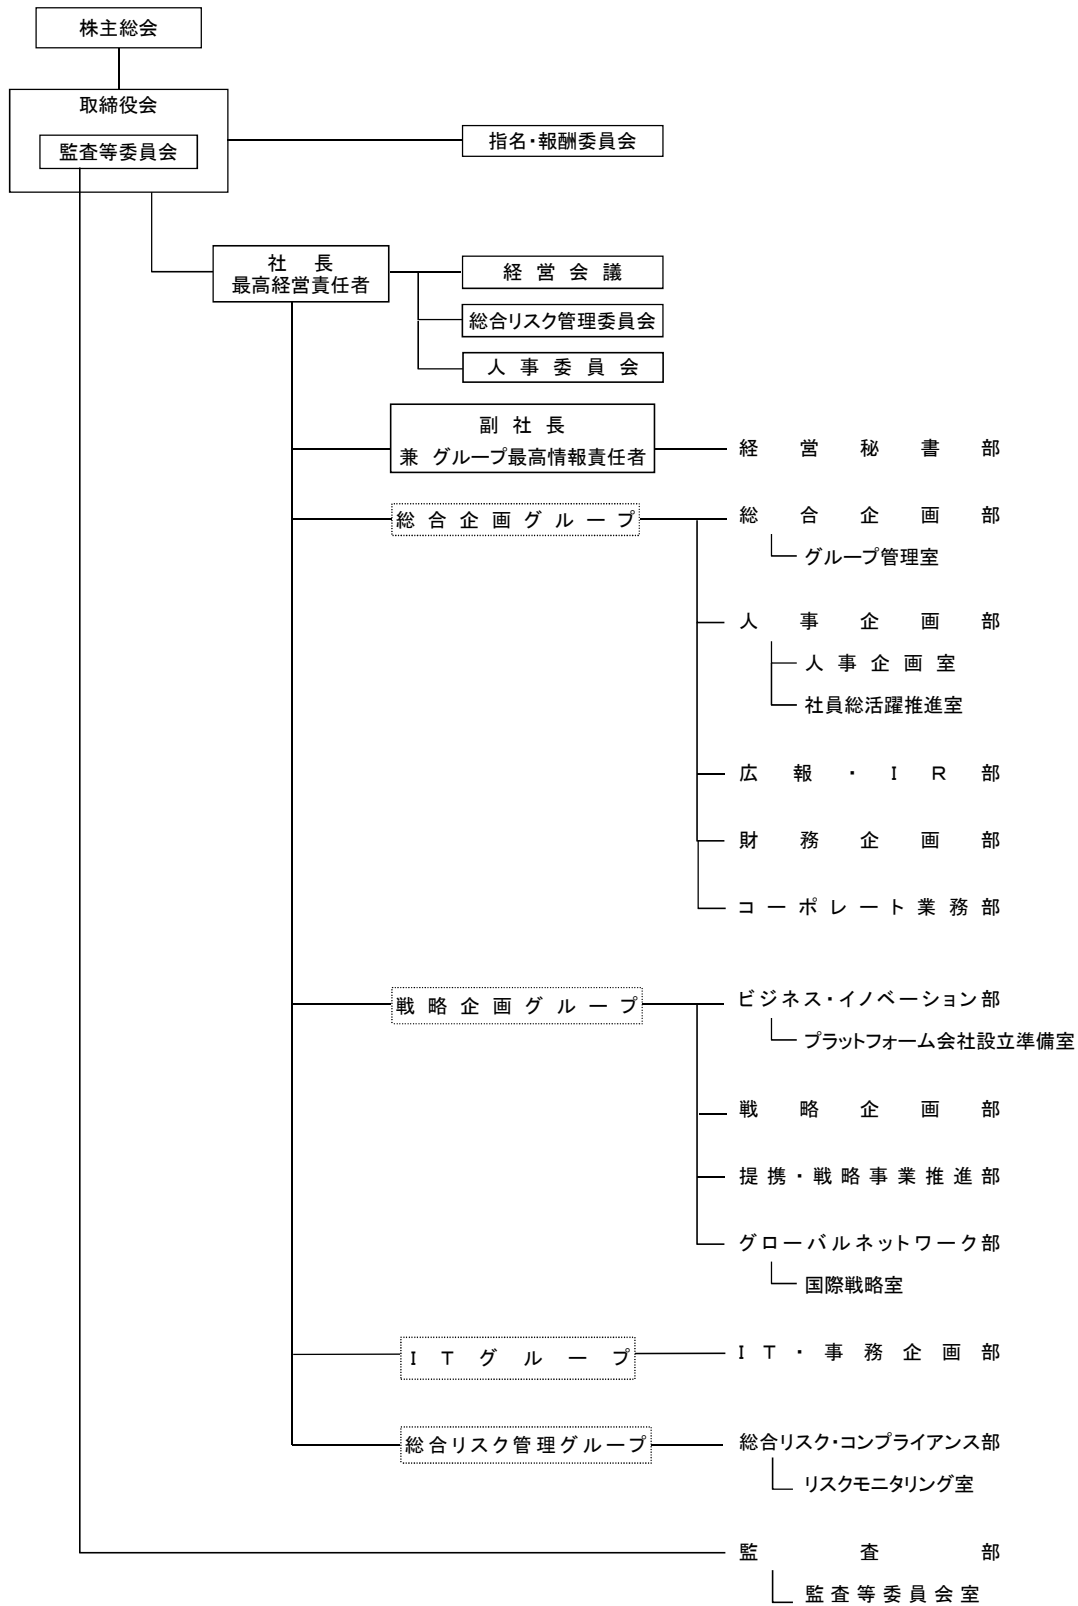 株主総会
取締役会
監査等委員会
指名・報酬委員会
社長
最高経営責任者
経営会議
総合リスク管理委員会
人事委員会
副社長
兼 グループ最高情報責任者
経営秘書部
総合企画グループ
総合企画部
グループ管理室
人事企画部
人事企画室
社員総活躍推進室
広報・IR部
財務企画部
コーポレート業務部
戦略企画グループ
ビジネス・イノベーション部
プラットフォーム会社設立準備室
戦略企画部
提携・戦略事業推進部
グローバルネットワーク部
国際戦略室
ITグループ
IT・事務企画部
総合リスク管理グループ
総合リスク・コンプライアンス部
リスクモニタリング室
監査部
監査等委員会室